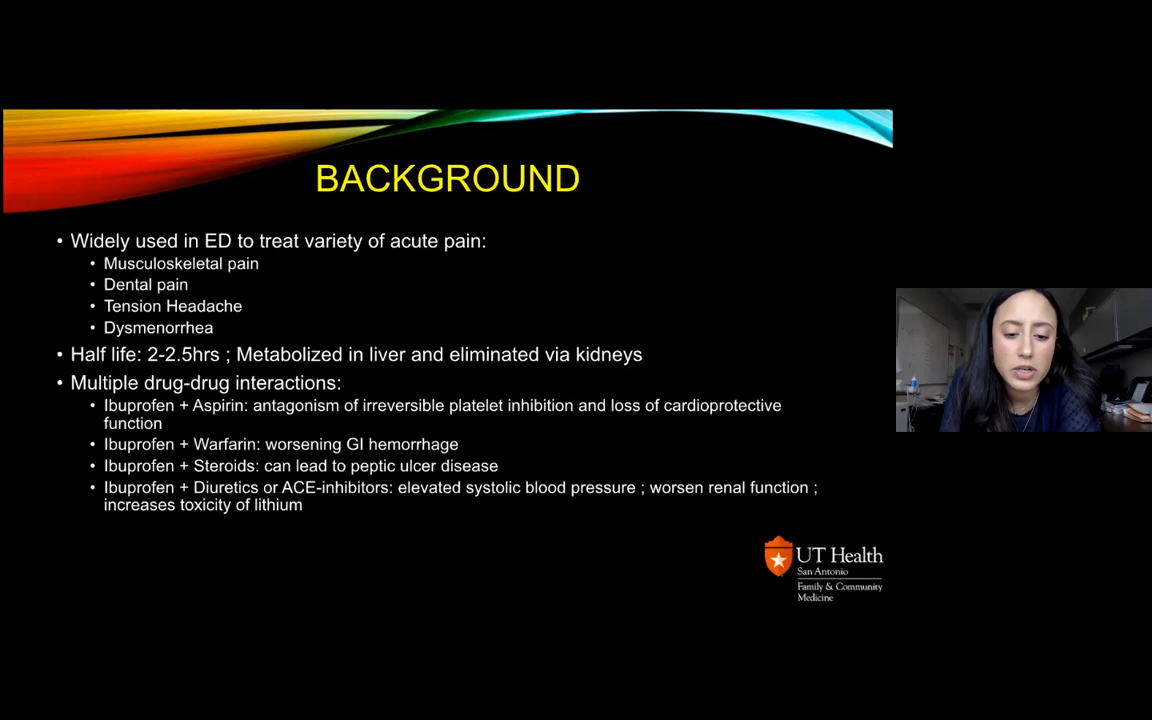 BACKGROUND
• Widely used in ED to treat variety of acute pain:
• Musculoskeletal pain
• Dental pain
• Tension Headache
• Dysmenorrhea
• Half life: 2-2.5hrs ; Metabolized in liver and eliminated via kidneys
• Multiple drug-drug interactions:
• Ibuprofen + Aspirin: antagonism of irreversible platelet inhibition and loss of cardioprotective
function
• Ibuprofen + Warfarin: worsening GI hemorrhage
• Ibuprofen + Steroids: can lead to peptic ulcer disease
• Ibuprofen + Diuretics or ACE-inhibitors: elevated systolic blood pressure ; worsen renal function ;
increases toxicity of lithium
UT Health
San Antonio
Family & Community
Medicine